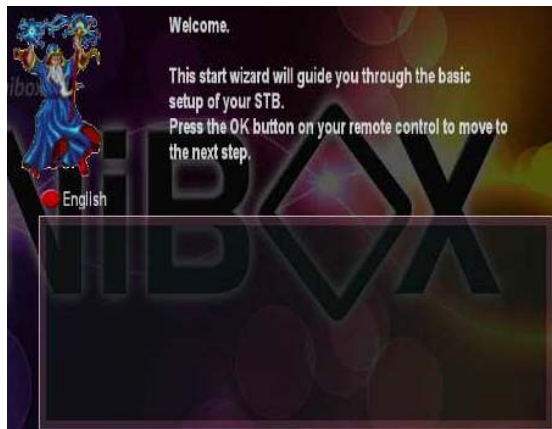 Welcome.
This start wizard will guide you through the basic
setup of your STB.
Press the OK button on your remote control to move to
the next step.
English
NiBOX